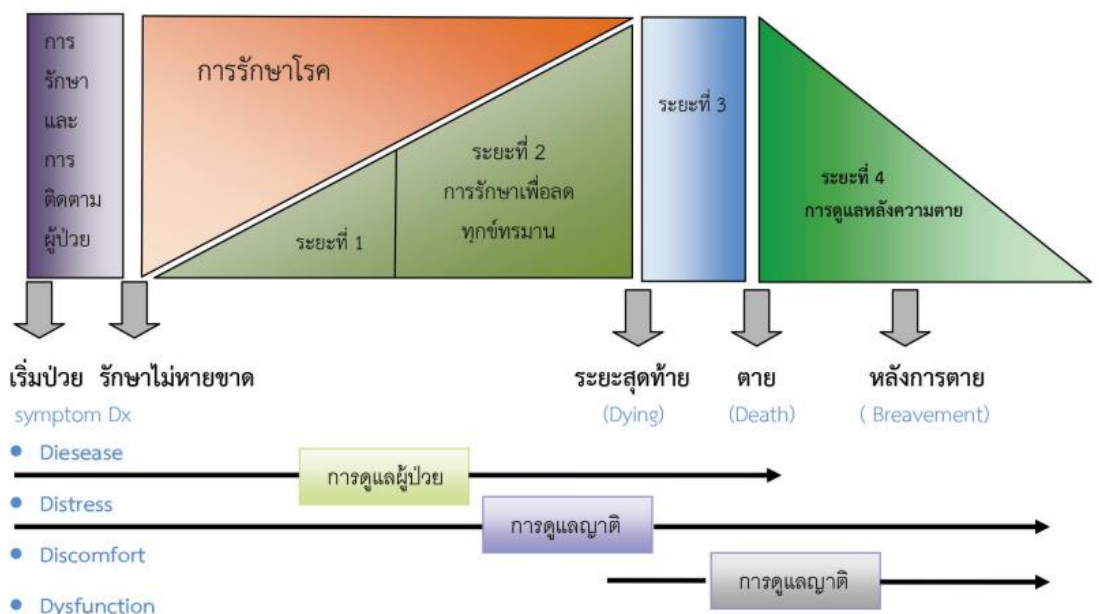 การ
รักษา
และ
การ
ติดตาม
ผู้ป่วย
การรักษาโรค
ระยะที่ 1
ระยะที่ 2
การรักษาเพื่อลด
ทุกข์ทรมาน
ระยะที่ 3
ระยะที่ 4
การดูแลหลังความตาย
เริ่มป่วย รักษาไม่หายขาด
ระยะสุดท้าย
ตาย
หลังการตาย
symptom Dx
(Dying)
(Death)
( Breavement)
• Diesease
การดูแลผู้ป่วย
• Distress
การดูแลญาติ
• Discomfort
การดูแลญาติ
• Dysfunction